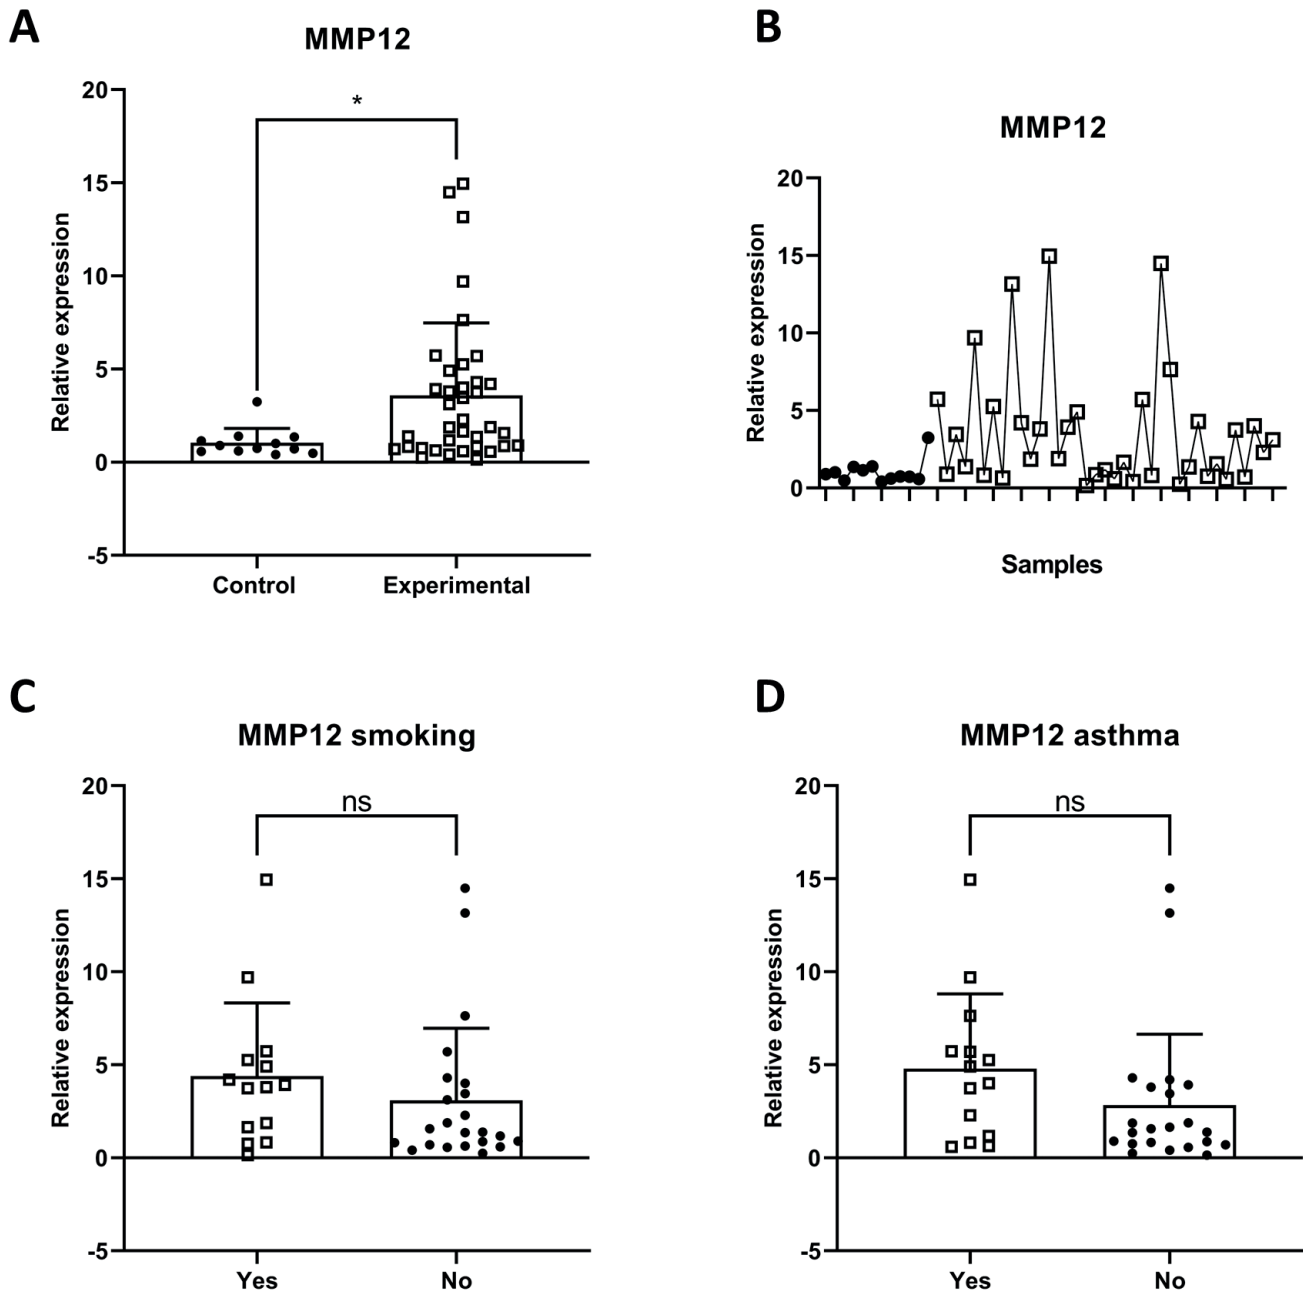 A
MMP12
20
15
10
5
0
-5
Relative expression
*
Control
Experimental
B
MMP12
20
15
10
5
0
Relative expression
Samples
C
MMP12 smoking
20
15
10
5
0
-5
Relative expression
ns
Yes
No
D
MMP12 asthma
20
15
10
5
0
-5
Relative expression
ns
Yes
No